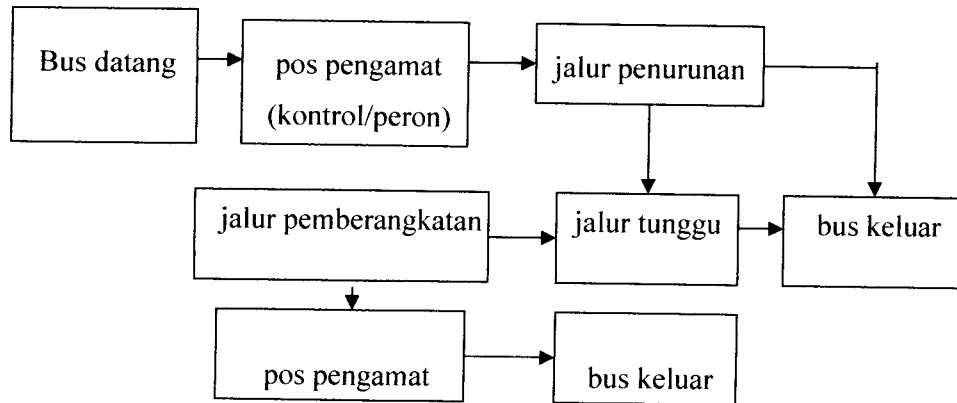 Bus datang
pos pengamat
(kontrol/peron)
jalur penurunan
jalur pemberangkatan
jalur tunggu
bus keluar
pos pengamat
bus keluar